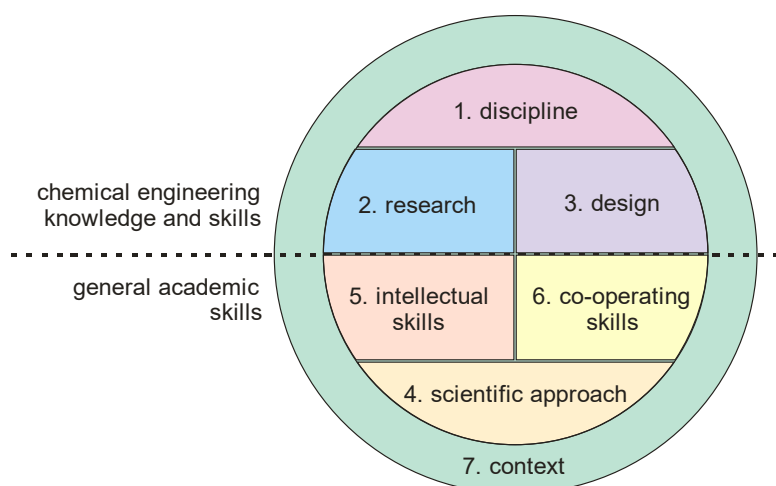 1. discipline
chemical engineering
knowledge and skills
2. research
3. design
general academic
skills
5. intellectual
skills
6. co-operating
skills
4. scientific approach
7. context